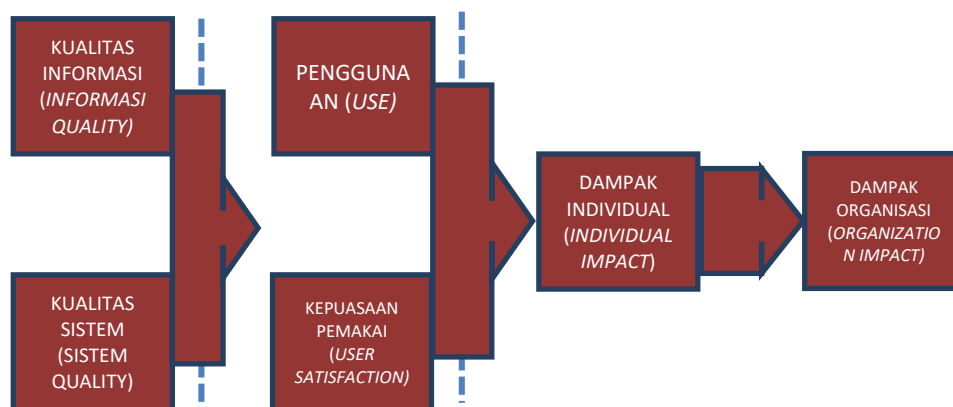 KUALITAS
INFORMASI
(INFORMASI
QUALITY)
PENGGUNA
AN (USE)
KUALITAS
SISTEM
(SISTEM
QUALITY)
KEPUASAAN
PEMAKAI
(USER
SATISFACTION)
DAMPAK
INDIVIDUAL
(INDIVIDUAL
IMPACT)
DAMPAK
ORGANISASI
(ORGANIZATIO
N IMPACT)